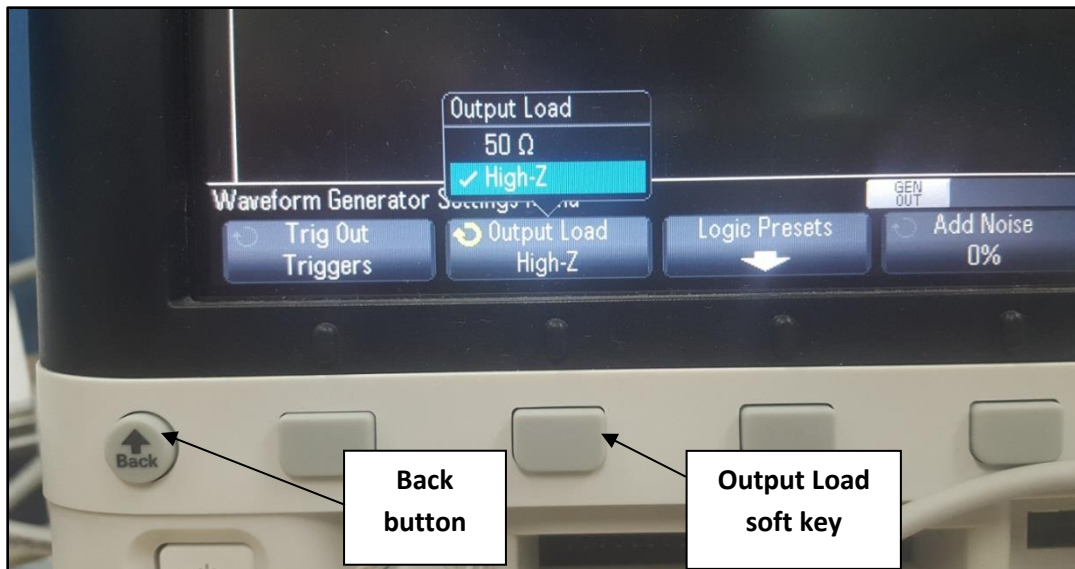 Output Load
50 Ω
✓ High-Z
Waveform Generator
GEN
OUT
Trig Out
Triggers
Output Load
High-Z
Logic Presets
Add Noise
0%
Back
Back
button
Output Load
soft key